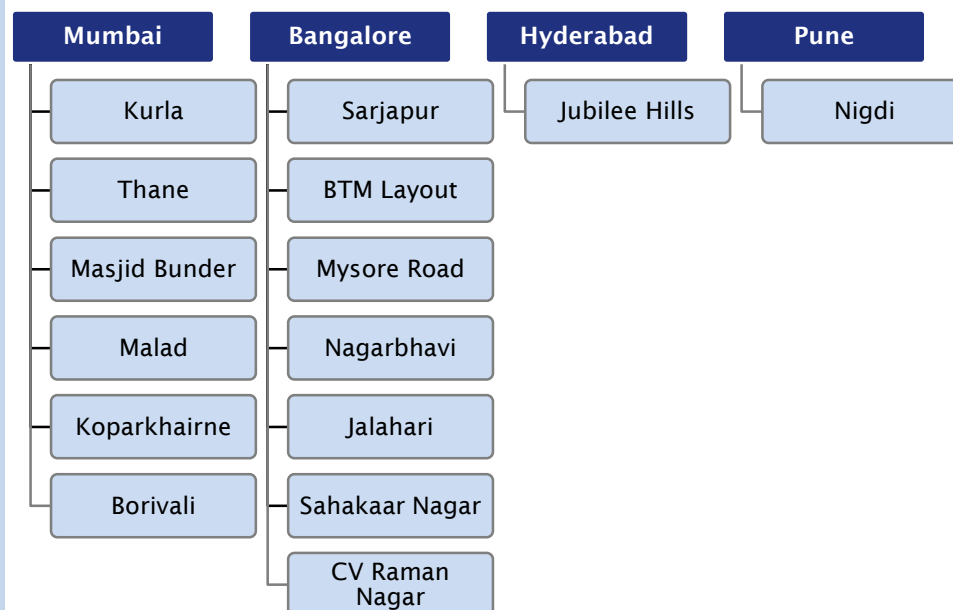 Mumbai
Kurla
Thane
Masjid Bunder
Malad
Koparkhairne
Borivali
Bangalore
Sarjapur
BTM Layout
Mysore Road
Nagarbhavi
Jalahari
Sahakaar Nagar
CV Raman
Nagar
Hyderabad
Jubilee Hills
Pune
Nigdi